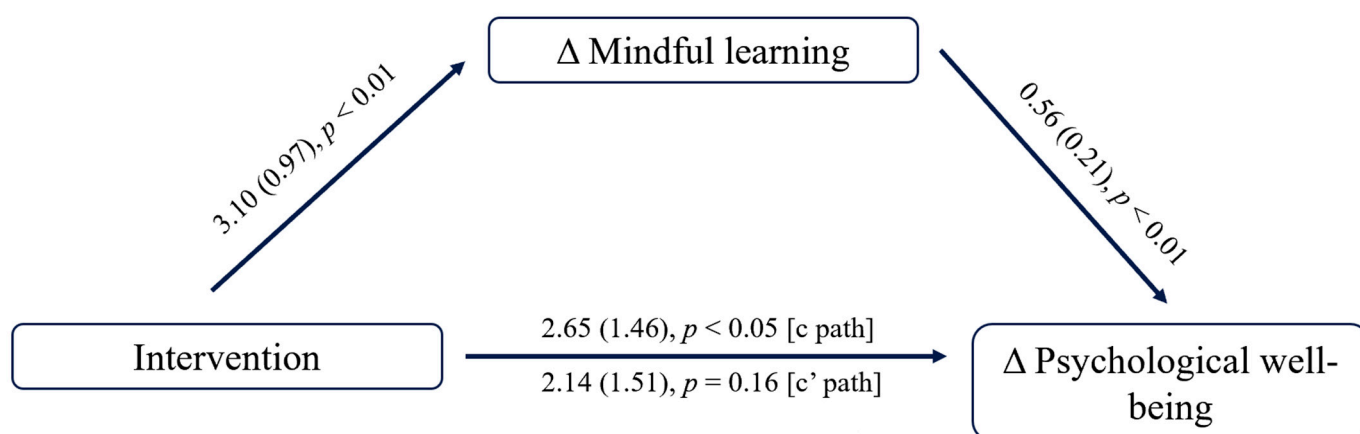 Δ Mindful learning
3.10 (0.97), p < 0.01
0.56 (0.21), p < 0.01
Intervention
2.65 (1.46), p < 0.05 [c path]
2.14 (1.51), p = 0.16 [c’ path]
Δ Psychological well-
being